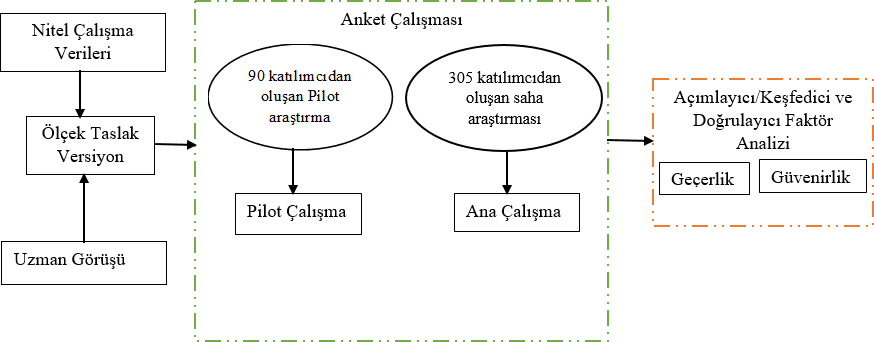 Nitel Çalışma
Verileri
Ölçek Taslak
Versiyon
Uzman Görüşü
Anket Çalışması
90 katılımcıdan
oluşan Pilot
araştırma
305 katılımcıdan
oluşan saha
araştırması
Pilot Çalışma
Ana Çalışma
Açımlayıcı/Keşfedici ve
Doğrulayıcı Faktör
Analizi
Geçerlik
Güvenirlik